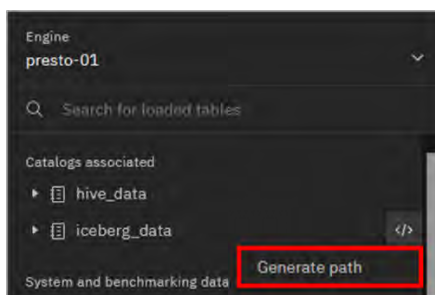 Engine
presto-01
Search for loaded tables
Catalogs associated
hive_data
iceberg_data
</>
Generate path
System and benchmarking data